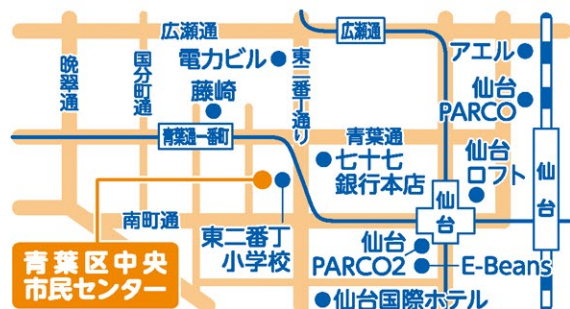 広瀬通
広瀬通
晩翠通
国分町通
電力ビル
東二番丁通り
アエル
仙台
PARCO
藤崎
青葉通一番町
青葉通
七十七
銀行本店
仙台
ロフト
仙台
仙台
南町通
東二番丁
小学校
青葉区中央
市民センター
仙台
PARCO2
E-Beans
仙台国際ホテル